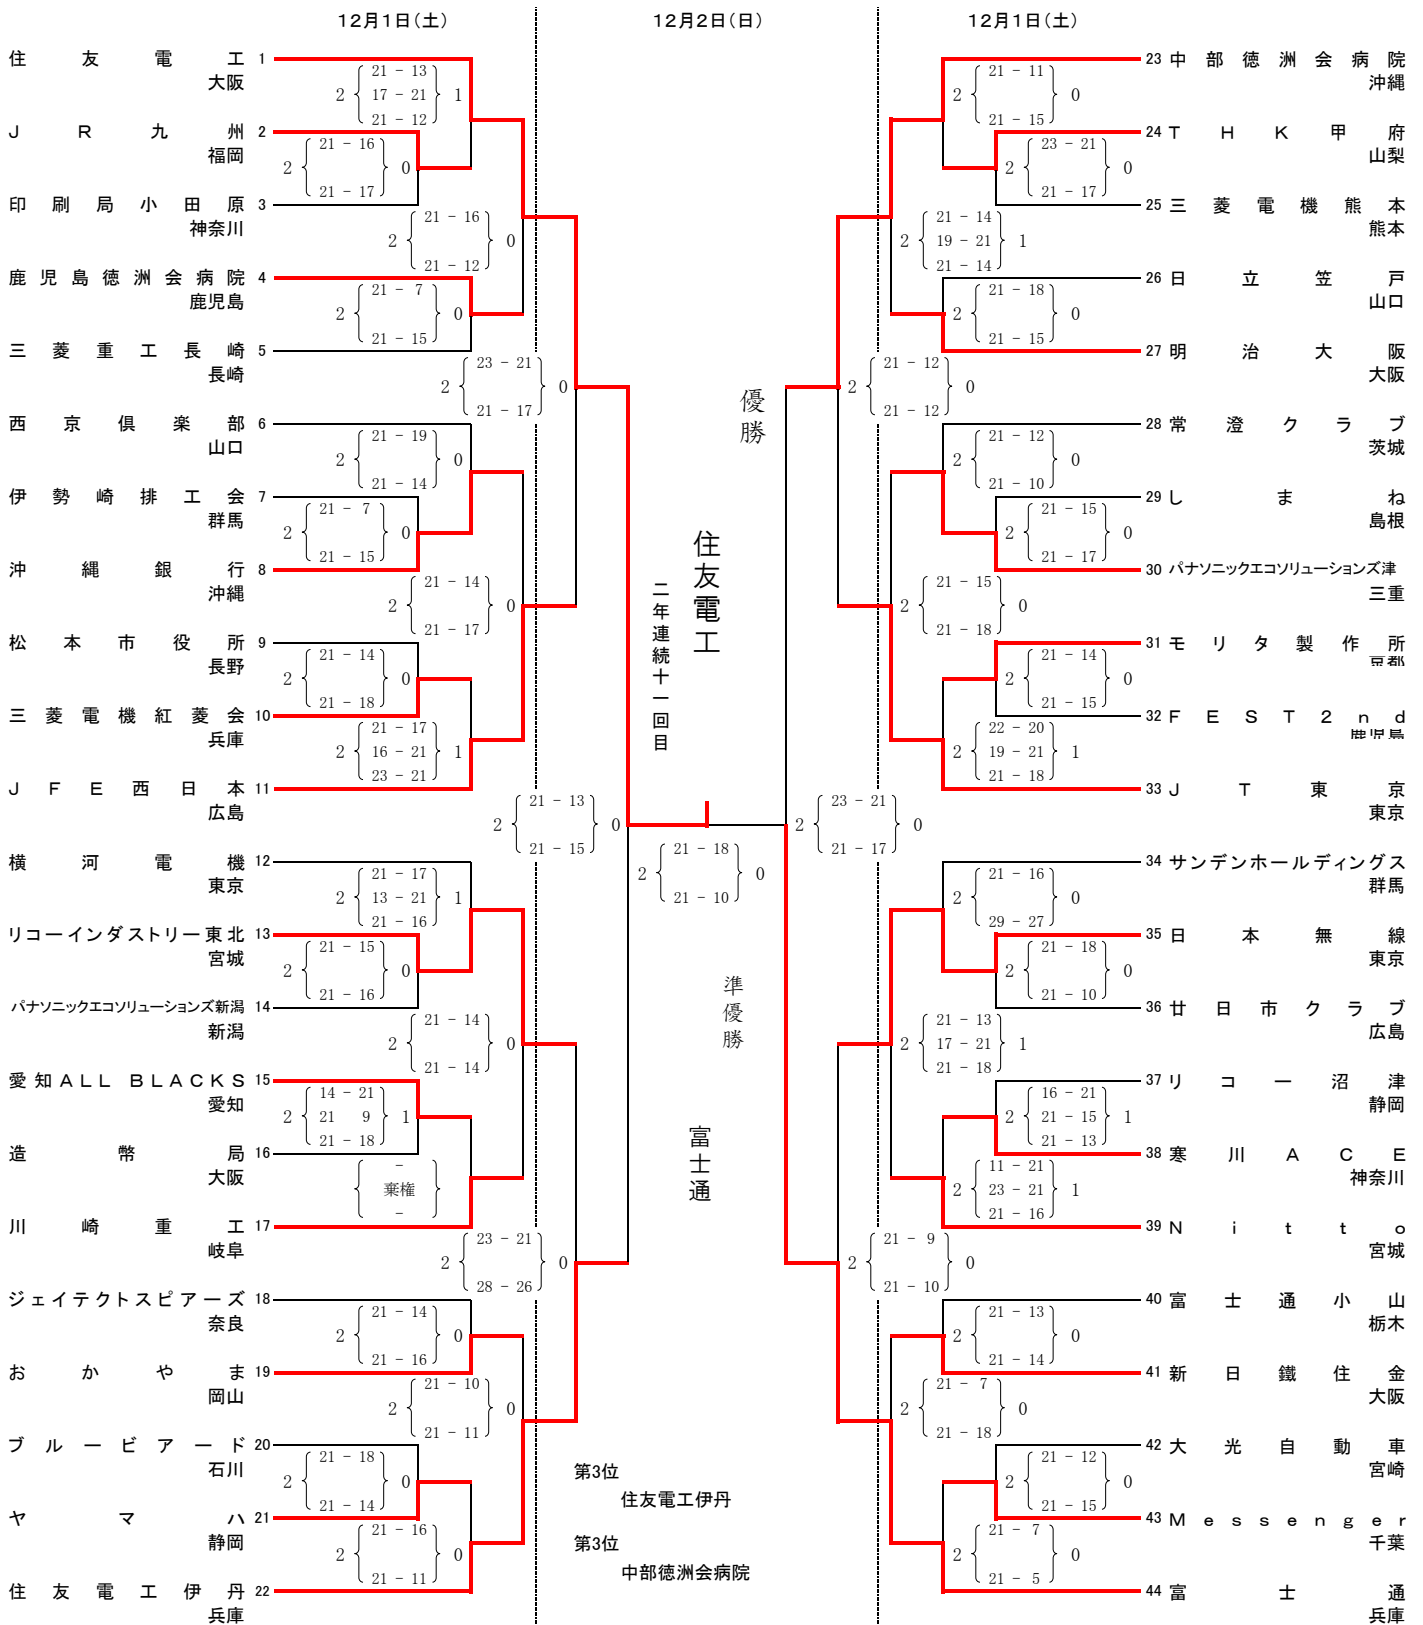 12月1日(土)
12月2日(日)
12月1日(土)
住友電工 1
大阪
2 21 - 13 17 - 21 21 - 12 1
JR九州 2
福岡
2 21 - 16 21 - 17 0
印刷局小田原 3
神奈川
2 21 - 16 21 - 12 0
鹿児島徳洲会病院 4
鹿児島
2 21 - 7 21 - 15 0
三菱重工長崎 5
長崎
2 23 - 21 21 - 17 0
西京倶楽部 6
山口
2 21 - 19 21 - 14 0
伊勢崎排工会 7
群馬
2 21 - 7 21 - 15 0
沖縄銀行 8
沖縄
2 21 - 14 21 - 17 0
松本市役所 9
長野
2 21 - 14 21 - 18 0
三菱電機紅菱会 10
兵庫
2 21 - 17 16 - 21 23 - 21 1
JFE西日本 11
広島
2 21 - 13 21 - 15 0
横河電機 12
東京
2 21 - 17 13 - 21 21 - 16 1
リコーインダストリー東北 13
宮城
2 21 - 15 21 - 16 0
パナソニックエコソリューションズ新潟 14
新潟
2 21 - 14 21 - 14 0
愛知ALL BLACKS 15
愛知
2 14 - 21 21 9 21 - 18 1
造幣局 16
大阪
- 棄権 -
川崎重工 17
岐阜
2 23 - 21 28 - 26 0
ジェイテクトスピアーズ 18
奈良
2 21 - 14 21 - 16 0
おかやま 19
岡山
2 21 - 10 21 - 11 0
ブルービアード 20
石川
2 21 - 18 21 - 14 0
ヤマハ 21
静岡
2 21 - 16 21 - 11 0
住友電工伊丹 22
兵庫
優勝
住友電工
二年連続十一回目
2 21 - 18 21 - 10 0
準優勝
富士通
第3位
住友電工伊丹
第3位
中部徳洲会病院
23 中部徳洲会病院
沖縄
2 21 - 11 21 - 15 0
24 THK甲府
山梨
2 23 - 21 21 - 17 0
25 三菱電機熊本
熊本
2 21 - 14 19 - 21 21 - 14 1
26 日立笠戸
山口
2 21 - 18 21 - 15 0
27 明治大阪
大阪
2 21 - 12 21 - 12 0
28 常澄クラブ
茨城
2 21 - 12 21 - 10 0
29 しまね
島根
2 21 - 15 21 - 17 0
30 パナソニックエコソリューションズ津
三重
2 21 - 15 21 - 18 0
31 モリタ製作所
京都
2 21 - 14 21 - 15 0
32 FEST2nd
鹿児島
2 22 - 20 19 - 21 21 - 18 1
33 JT東京
東京
2 23 - 21 21 - 17 0
34 サンデンホールディングス
群馬
2 21 - 16 29 - 27 0
35 日本無線
東京
2 21 - 18 21 - 10 0
36 廿日市クラブ
広島
2 21 - 13 17 - 21 21 - 18 1
37 リコー沼津
静岡
2 16 - 21 21 - 15 21 - 13 1
38 寒川ACE
神奈川
2 11 - 21 23 - 21 21 - 16 1
39 Nitto
宮城
2 21 - 9 21 - 10 0
40 富士通小山
栃木
2 21 - 13 21 - 14 0
41 新日鐵住金
大阪
2 21 - 7 21 - 18 0
42 大光自動車
宮崎
2 21 - 12 21 - 15 0
43 Messenger
千葉
2 21 - 7 21 - 5 0
44 富士通
兵庫